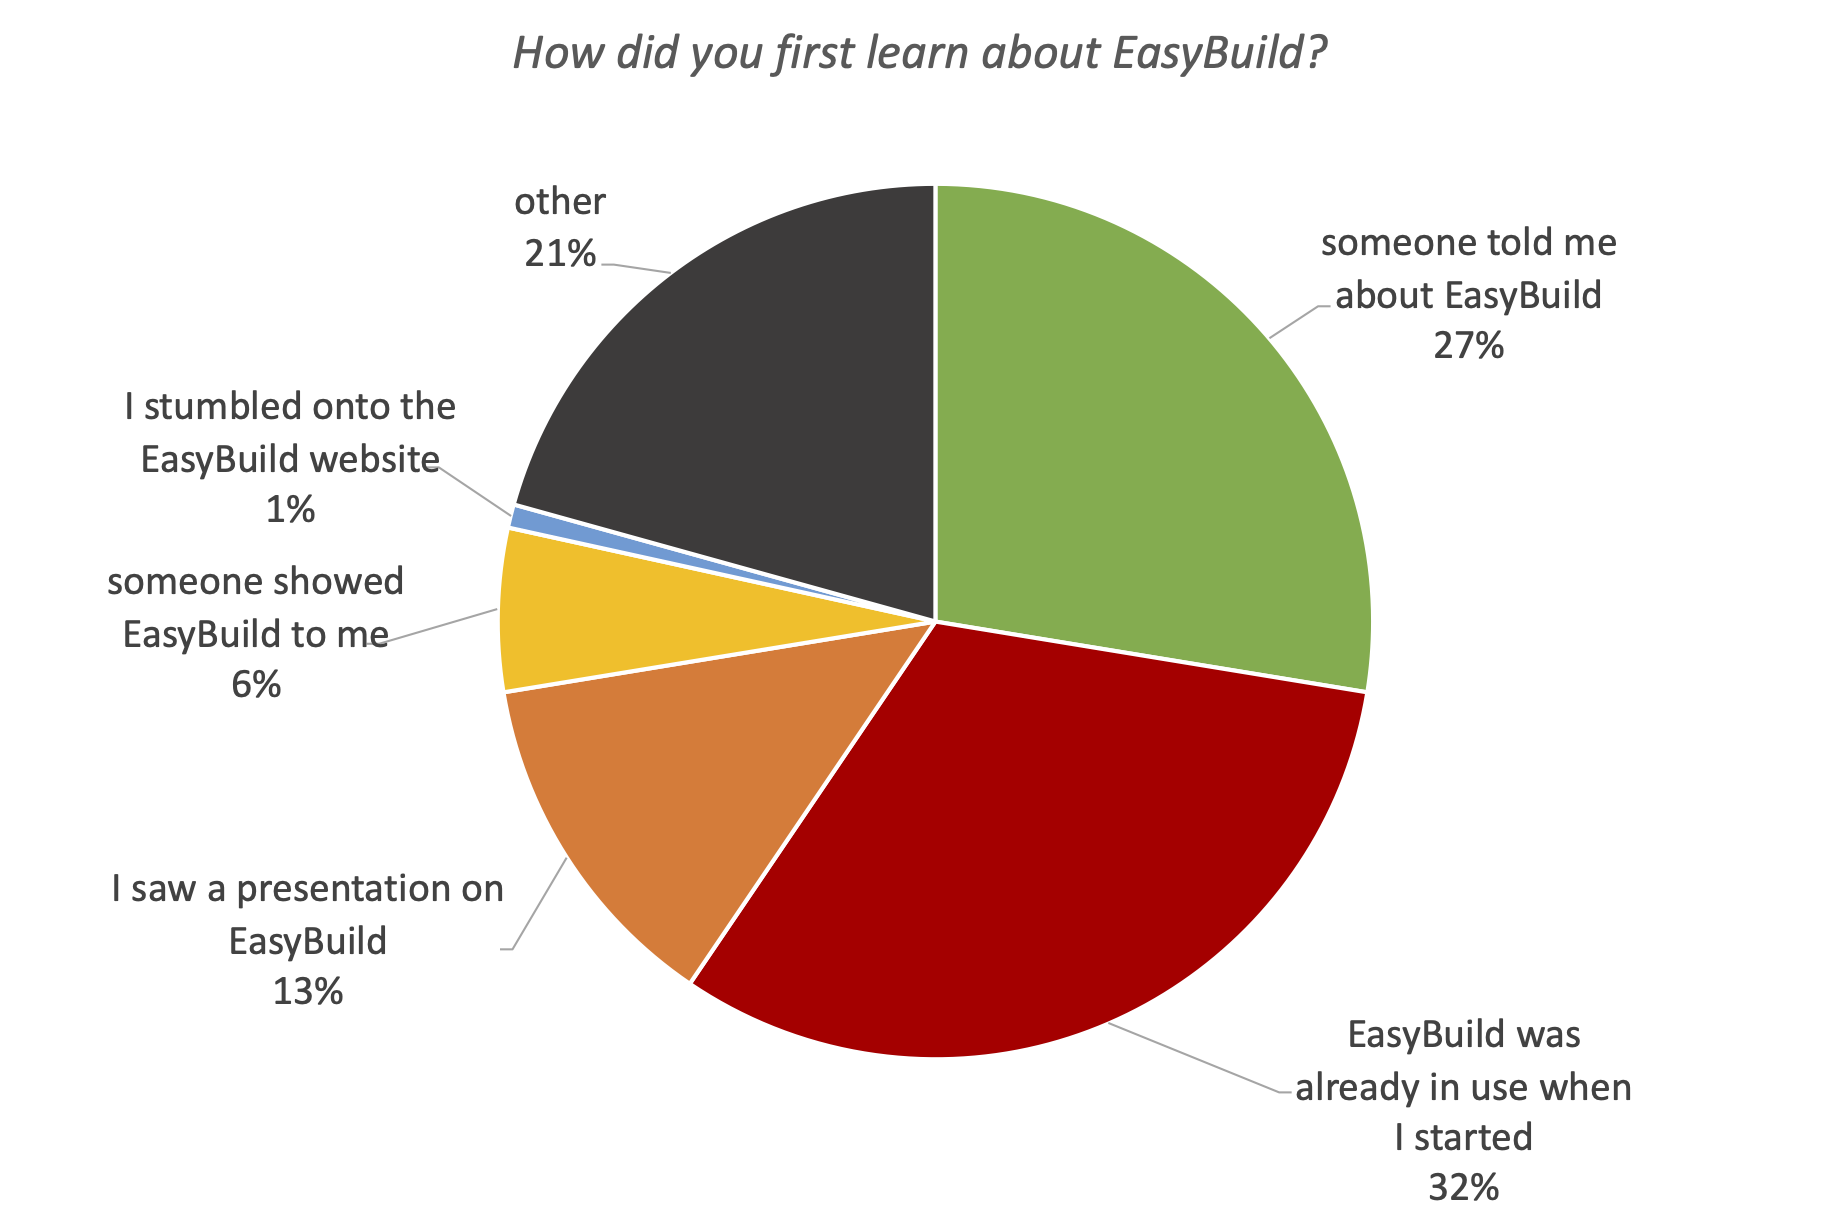 How did you first learn about EasyBuild?
other
21%
someone told me
about EasyBuild
27%
I stumbled onto the
EasyBuild website
1%
someone showed
EasyBuild to me
6%
I saw a presentation on
EasyBuild
13%
EasyBuild was
already in use when
I started
32%